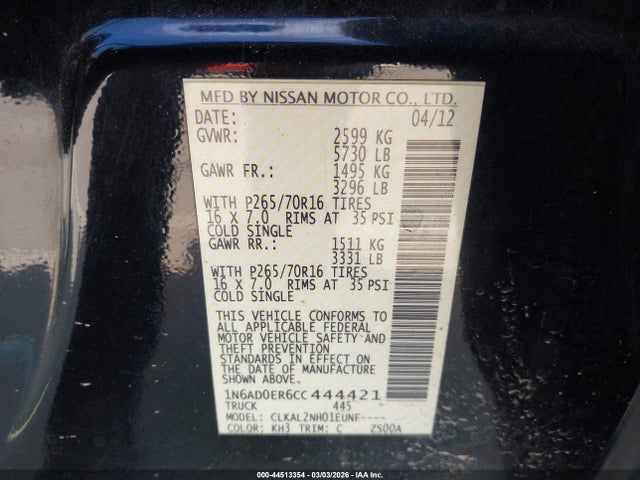 MFD BY NISSAN MOTOR CO., LTD.
DATE: 04/12
GVWR: 2599 KG
5730 LB
GAWR FR.: 1495 KG
3296 LB
WITH P265/70R16 TIRES
16 X 7.0 RIMS AT 35 PSI
COLD SINGLE
GAWR RR.: 1511 KG
3331 LB
WITH P265/70R16 TIRES
16 X 7.0 RIMS AT 35 PSI
COLD SINGLE
THIS VEHICLE CONFORMS TO
ALL APPLICABLE FEDERAL
MOTOR VEHICLE SAFETY AND
THEFT PREVENTION
STANDARDS IN EFFECT ON
THE DATE OF MANUFACTURE
SHOWN ABOVE.
1N6AD0ER6CC444421
TRUCK 445
MODEL: CLKAL2NH01EUNF----
COLOR: KH3 TRIM: C ZS00A
000-44513354 | 03/03/2026 - IAA Inc.